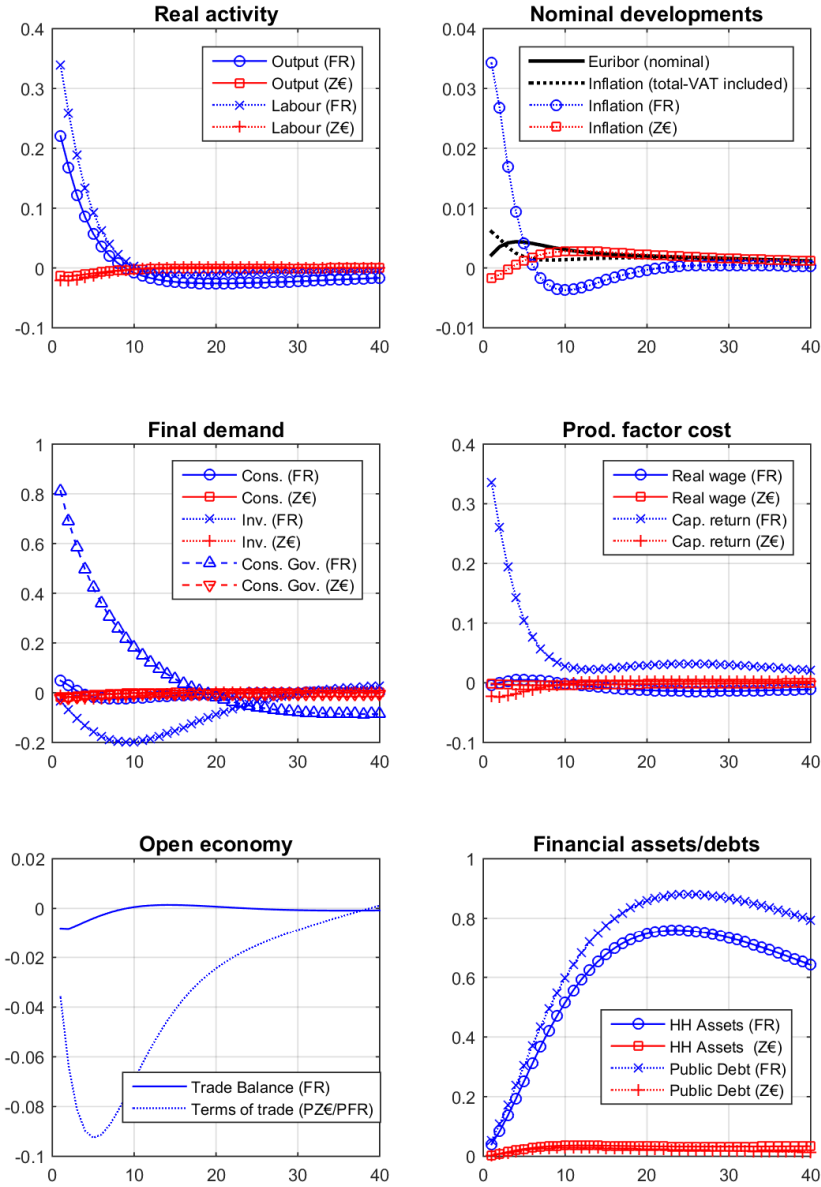 Real activity
0.4
0.3
0.2
0.1
0
-0.1
0
10
20
30
40
Output (FR)
Output (Z€)
Labour (FR)
Labour (Z€)
Nominal developments
0.04
0.03
0.02
0.01
0
-0.01
0
10
20
30
40
Euribor (nominal)
Inflation (total-VAT included)
Inflation (FR)
Inflation (Z€)
Final demand
1
0.8
0.6
0.4
0.2
0
-0.2
0
10
20
30
40
Cons. (FR)
Cons. (Z€)
Inv. (FR)
Inv. (Z€)
Cons. Gov. (FR)
Cons. Gov. (Z€)
Prod. factor cost
0.4
0.3
0.2
0.1
0
-0.1
0
10
20
30
40
Real wage (FR)
Real wage (Z€)
Cap. return (FR)
Cap. return (Z€)
Open economy
0.02
0
-0.02
-0.04
-0.06
-0.08
-0.1
0
10
20
30
40
Trade Balance (FR)
Terms of trade (PZ€/PFR)
Financial assets/debts
1
0.8
0.6
0.4
0.2
0
0
10
20
30
40
HH Assets (FR)
HH Assets (Z€)
Public Debt (FR)
Public Debt (Z€)